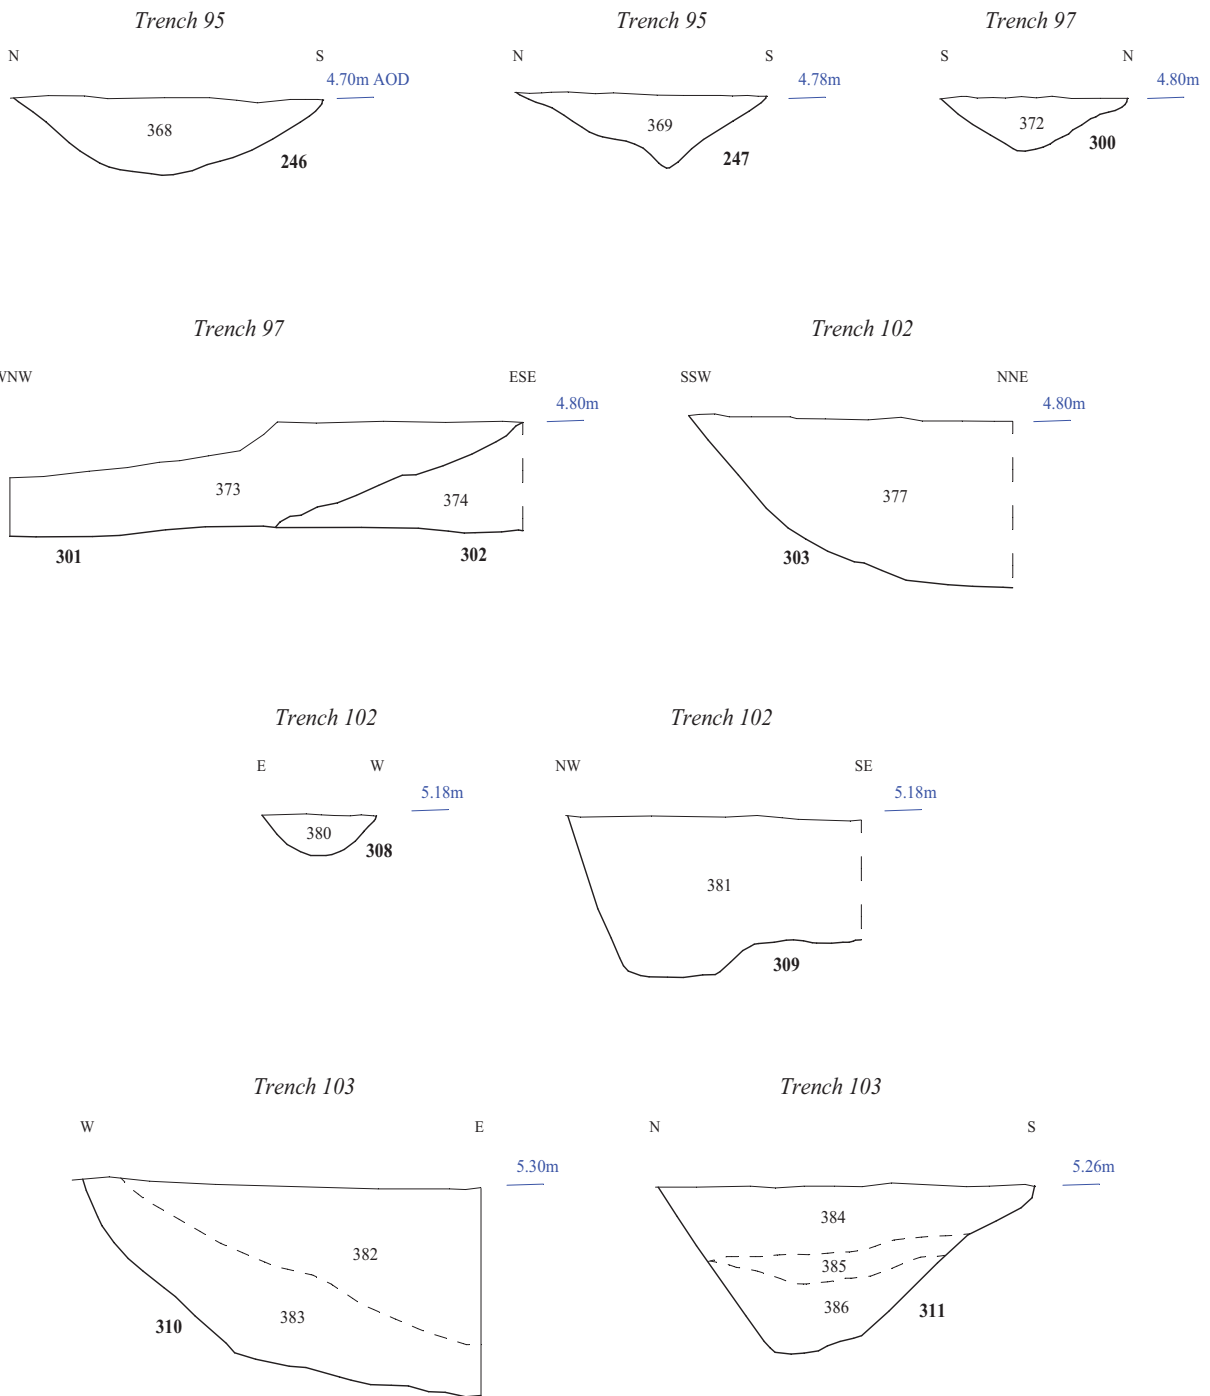 Trench 95
N S
4.70m AOD
368
246
Trench 95
N S
4.78m
369
247
Trench 97
S N
4.80m
372
300
Trench 97
WNW ESE
4.80m
373
374
301 302
Trench 102
SSW NNE
4.80m
377
303
Trench 102
E W
5.18m
380
308
Trench 102
NW SE
5.18m
381
309
Trench 103
W E
5.30m
382
383
310
Trench 103
N S
5.26m
384
385
386
311